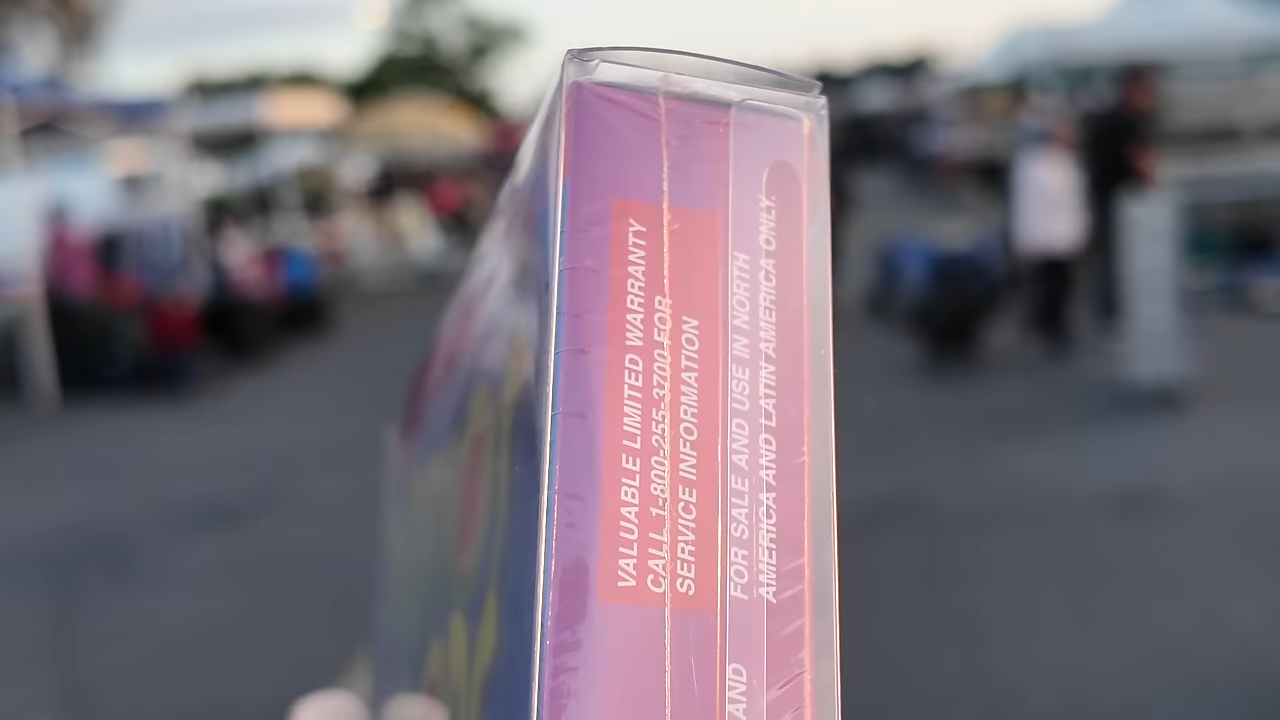 VALUABLE LIMITED WARRANTY
CALL 1-800-255-3700 FOR
SERVICE INFORMATION
FOR SALE AND USE IN NORTH
AMERICA AND LATIN AMERICA ONLY.
AND